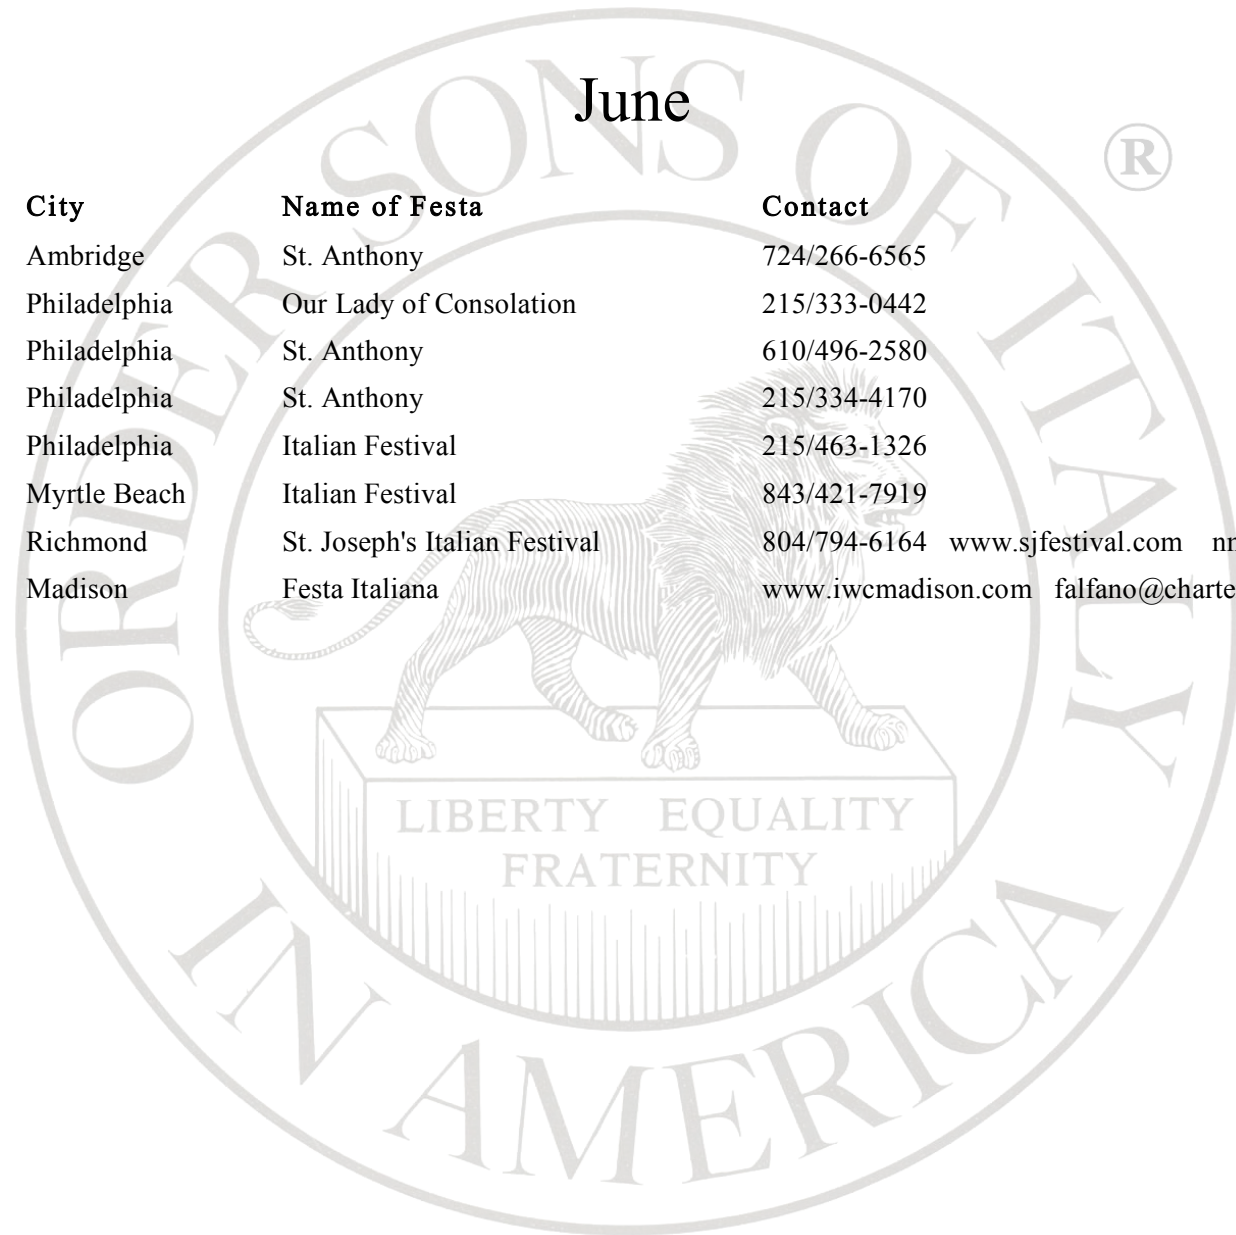 June
ORDER SONS OF ITALY
IN AMERICA
®
City Name of Festa Contact
Ambridge St. Anthony 724/266-6565
Philadelphia Our Lady of Consolation 215/333-0442
Philadelphia St. Anthony 610/496-2580
Philadelphia St. Anthony 215/334-4170
Philadelphia Italian Festival 215/463-1326
Myrtle Beach Italian Festival 843/421-7919
Richmond St. Joseph's Italian Festival 804/794-6164 www.sjfestival.com
Madison Festa Italiana www.iwcmadison.com falfano@charte
LIBERTY EQUALITY
FRATERNITY